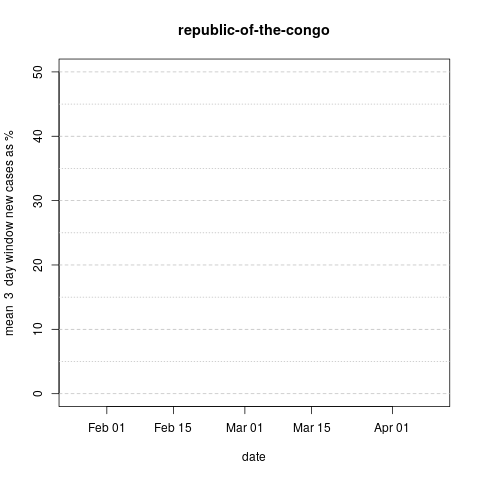 republic-of-the-congo
mean 3 day window new cases as %
50
40
30
20
10
0
Feb 01 Feb 15 Mar 01 Mar 15 Apr 01
date